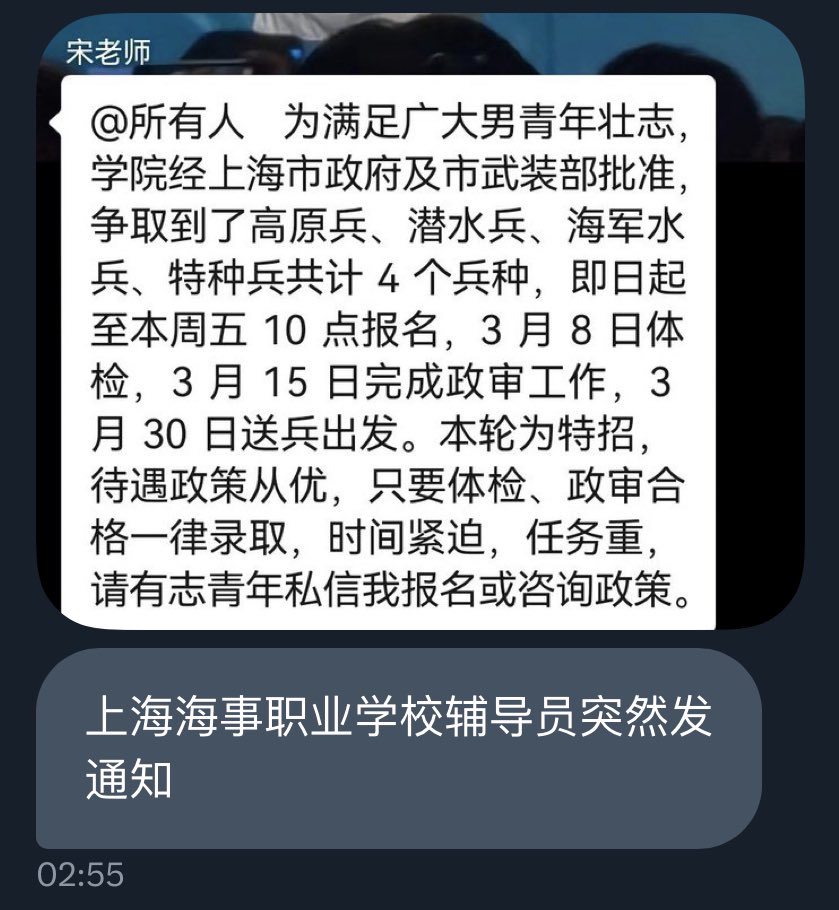 宋老师
@所有人　为满足广大男青年壮志，
学院经上海市政府及市武装部批准，
争取到了高原兵、潜水兵、海军水
兵、特种兵共计 4 个兵种，即日起
至本周五 10 点报名，3 月 8 日体
检，3 月 15 日完成政审工作，3
月 30 日送兵出发。本轮为特招，
待遇政策从优，只要体检、政审合
格一律录取，时间紧迫，任务重，
请有志青年私信我报名或咨询政策。
上海海事职业学校辅导员突然发
通知
02:55